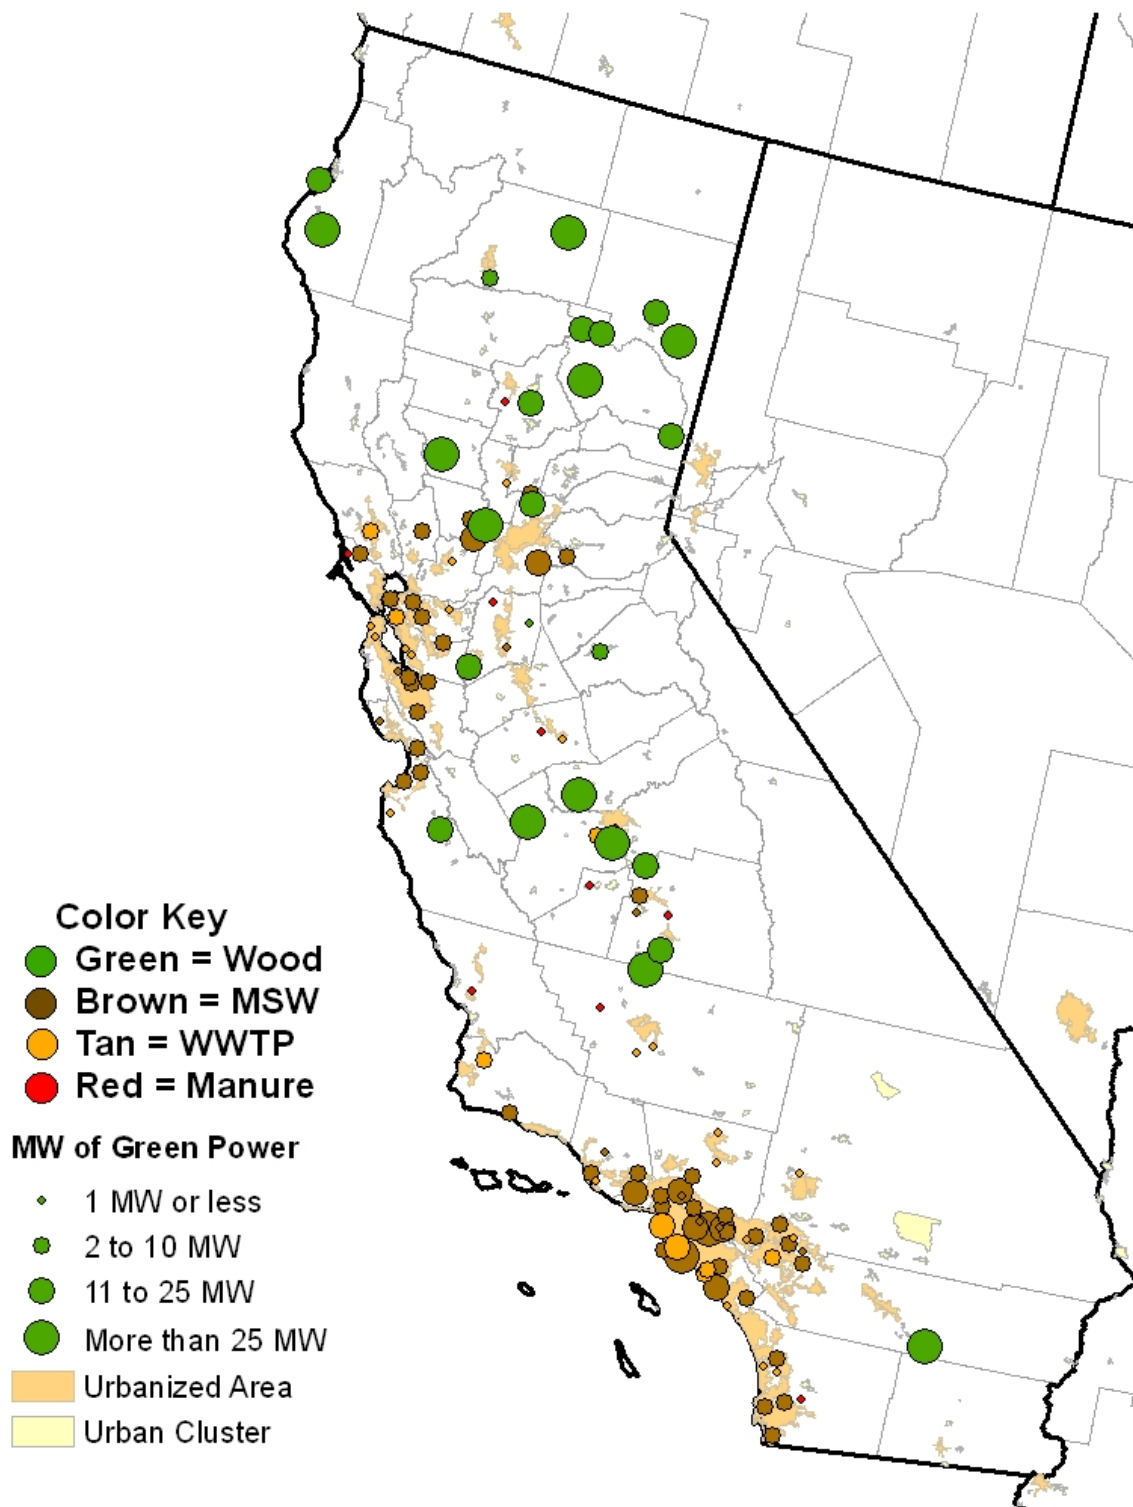 Color Key
Green = Wood
Brown = MSW
Tan = WWTP
Red = Manure
MW of Green Power
1 MW or less
2 to 10 MW
11 to 25 MW
More than 25 MW
Urbanized Area
Urban Cluster